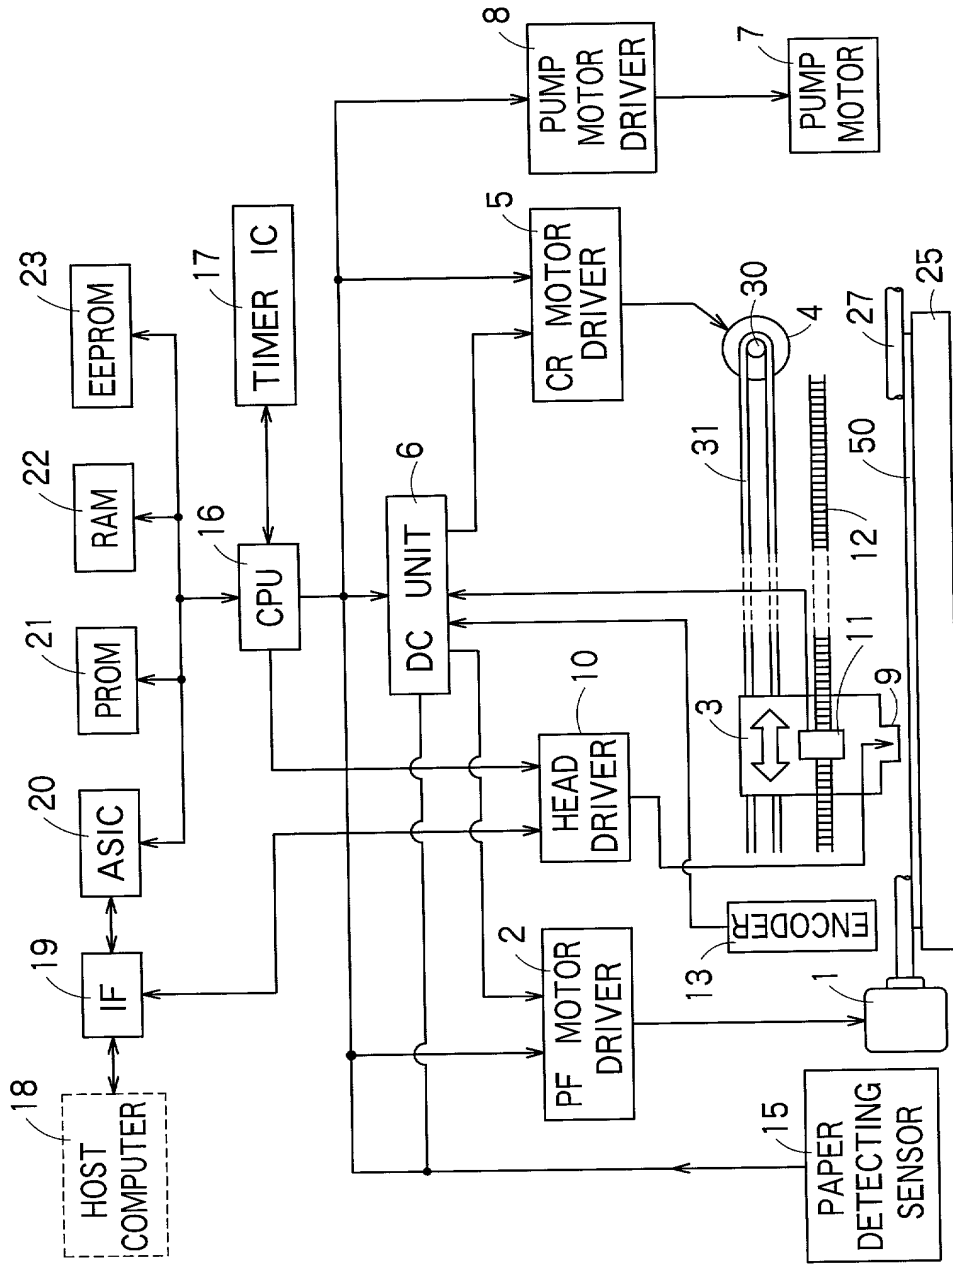 18
HOST
COMPUTER
19
IF
20
ASIC
21
PROM
22
RAM
23
EEPROM
16
CPU
17
TIMER IC
6
DC UNIT
2
PF MOTOR
DRIVER
10
HEAD
DRIVER
5
CR MOTOR
DRIVER
8
PUMP
MOTOR
DRIVER
15
PAPER
DETECTING
SENSOR
1
13
ENCODER
3
11
9
31
12
50
30
4
27
25
7
PUMP
MOTOR